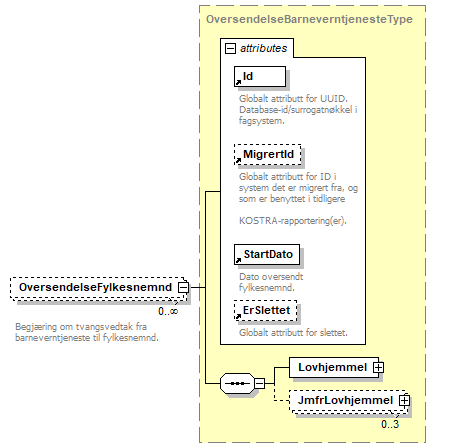 OversendelseBarneverntjenesteType
attributes
Id
Globalt attributt for UUID.
Database-id/surrogatnøkkel i
fagsystem.
MigrertId
Globalt attributt for ID i
system det er migrert fra, og
som er benyttet i tidligere
KOSTRA-rapportering(er).
StartDato
Dato oversendt
fylkesnemnd.
ErSlettet
Globalt attributt for slettet.
OversendelseFylkesnemnd
0..∞
Begjæring om tvangsvedtak fra
barneverntjeneste til fylkesnemnd.
Lovhjemmel
JmfrLovhjemmel
0..3